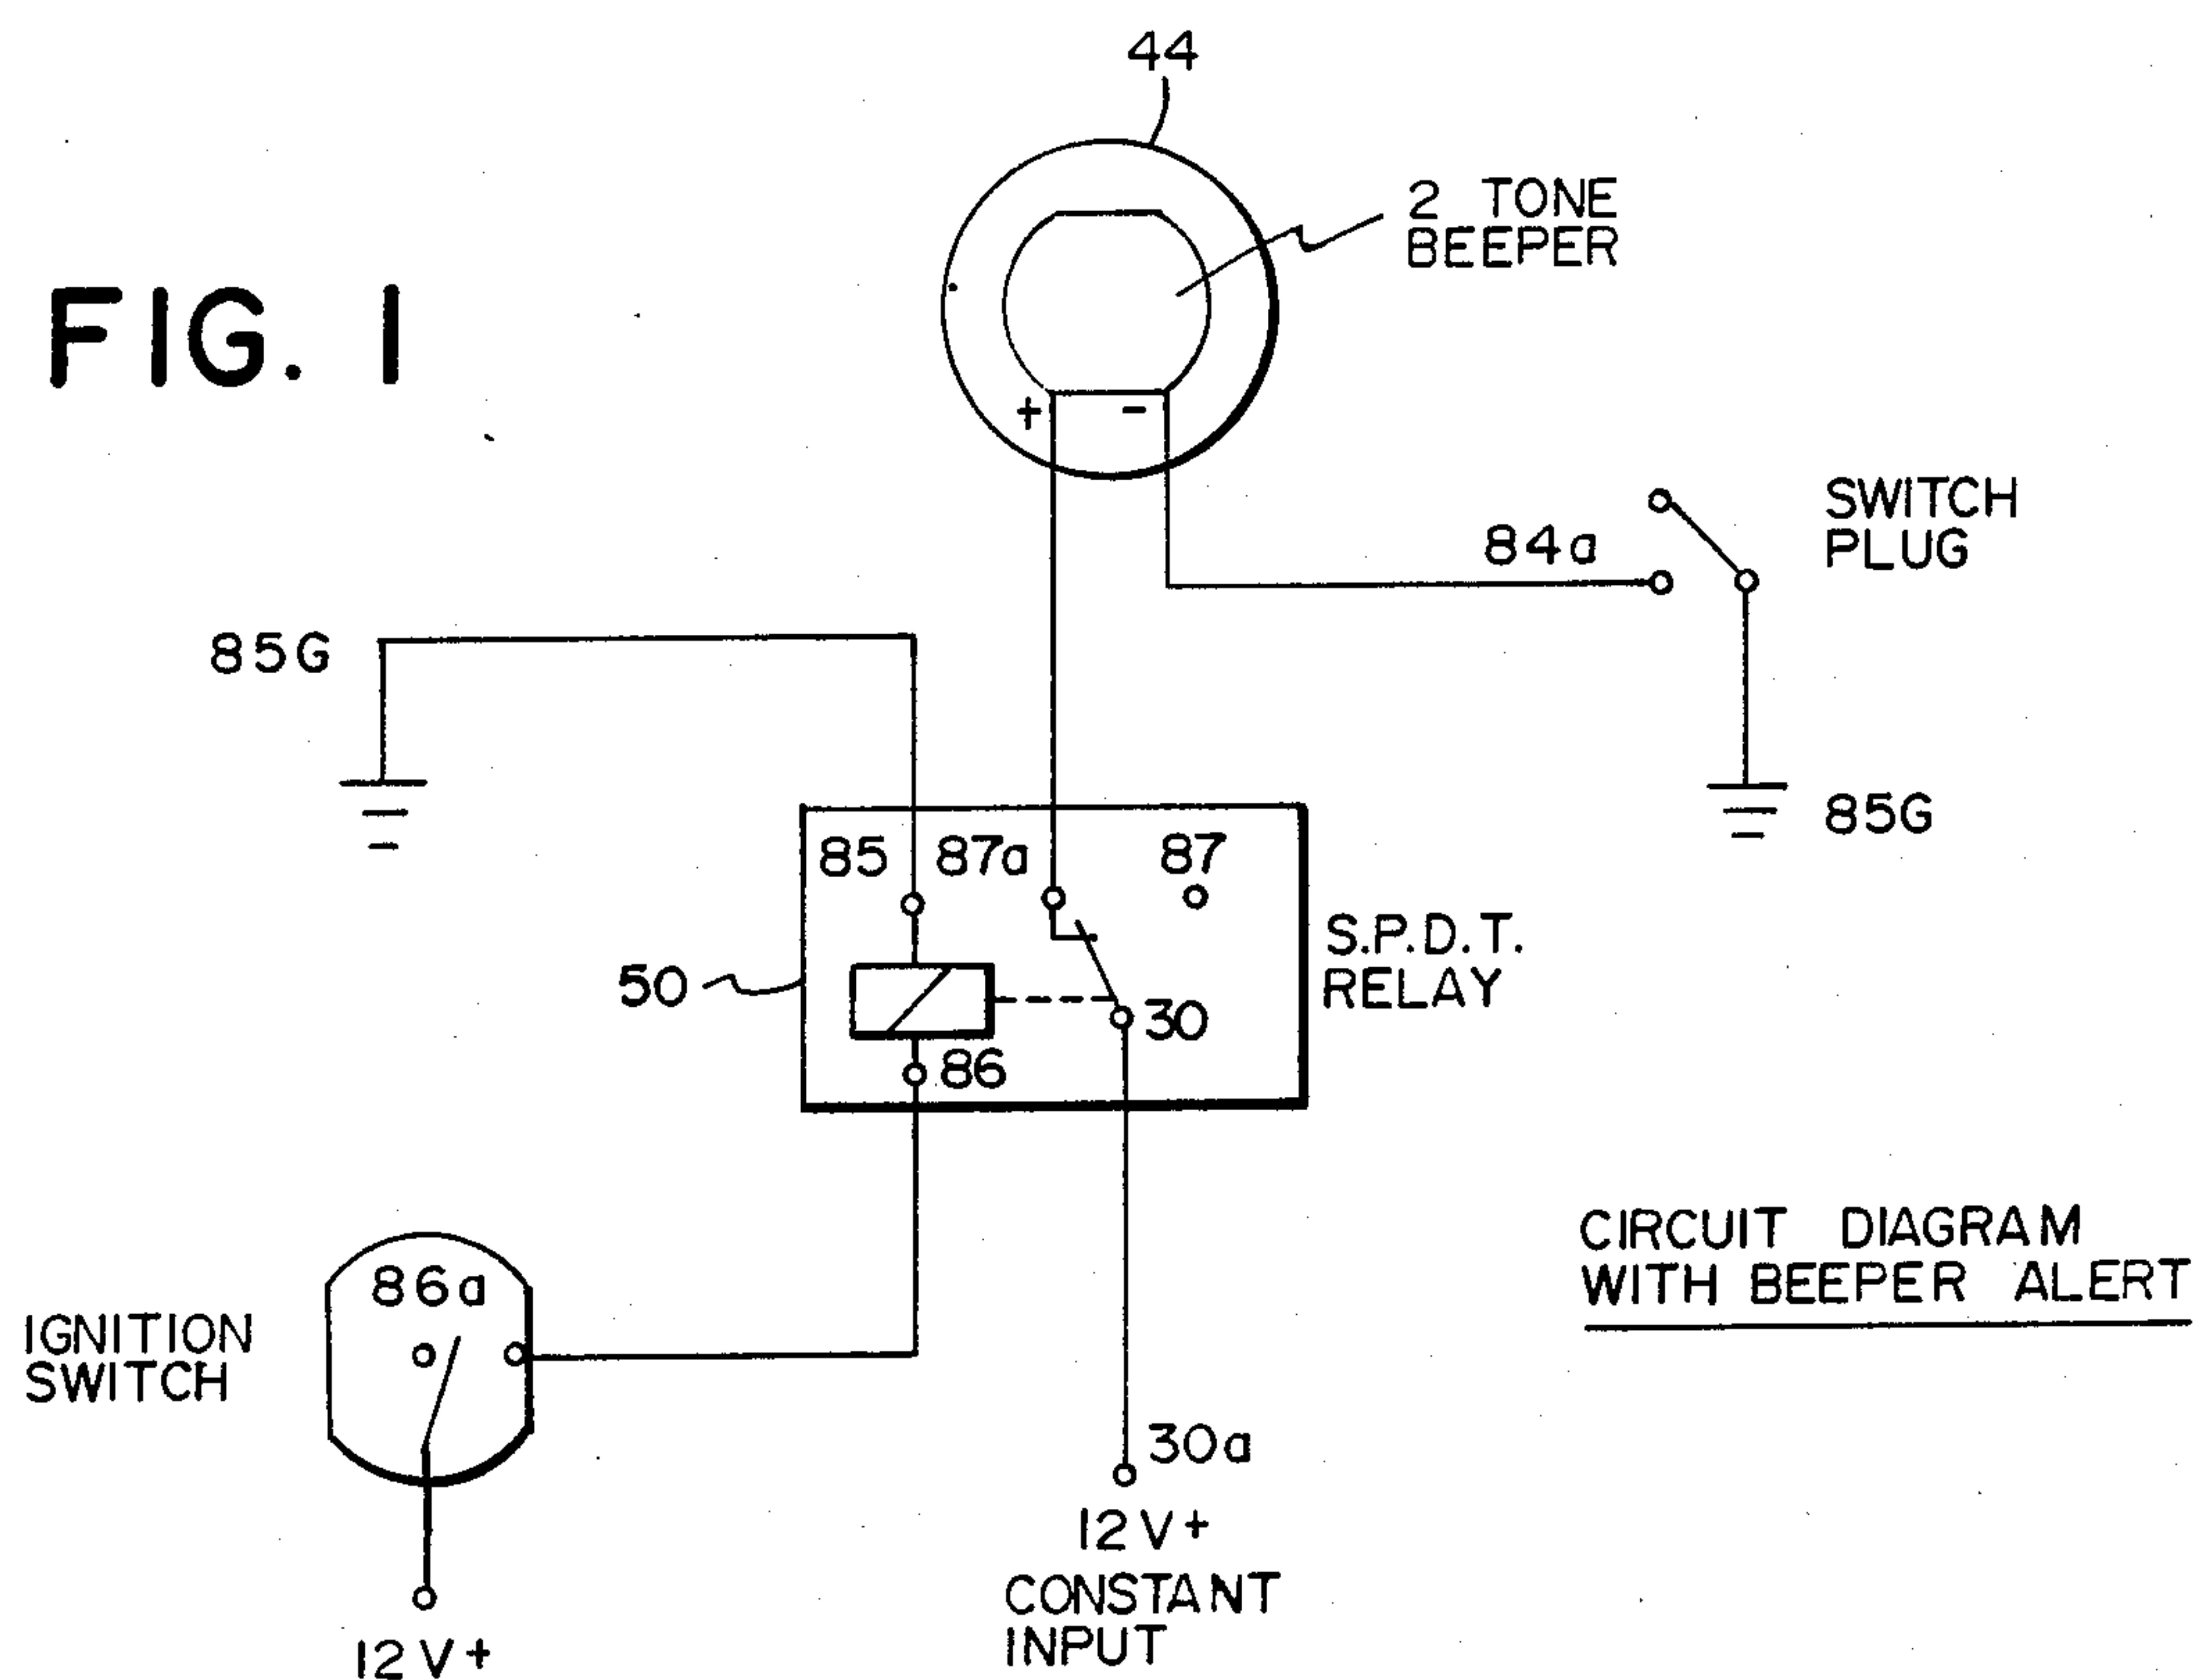 44
2 TONE
BEEPER
FIG. 1
+ -
SWITCH
PLUG
84a
85G
85G
85 87a 87
S.P.D.T.
RELAY
50
30
86
CIRCUIT DIAGRAM
WITH BEEPER ALERT
86a
IGNITION
SWITCH
30a
12V+
CONSTANT
INPUT
12V+